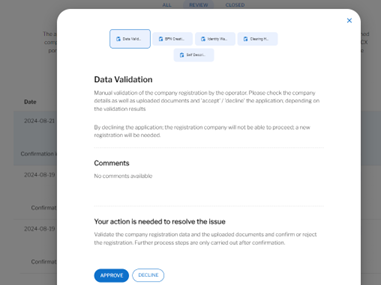 ALL REVIEW CLOSED
Data Valid... BPN Creat... Identity Wa... Clearing H...
Self Descri...
Data Validation
Manual validation of the company registration by the operator. Please check the company
details as well as uploaded documents and 'accept' / 'decline' the application, depending on
the validation results
By declining the application; the registration company will not be able to proceed; a new
registration will be needed.
Date
2024-08-21
Confirmation
Comments
No comments available
2024-08-19
Confirmat
Your action is needed to resolve the issue
2024-08-19
Validate the company registration data and the uploaded documents and confirm or reject
the registration. Further process steps are only carried out after confirmation.
Confirmat
APPROVE DECLINE